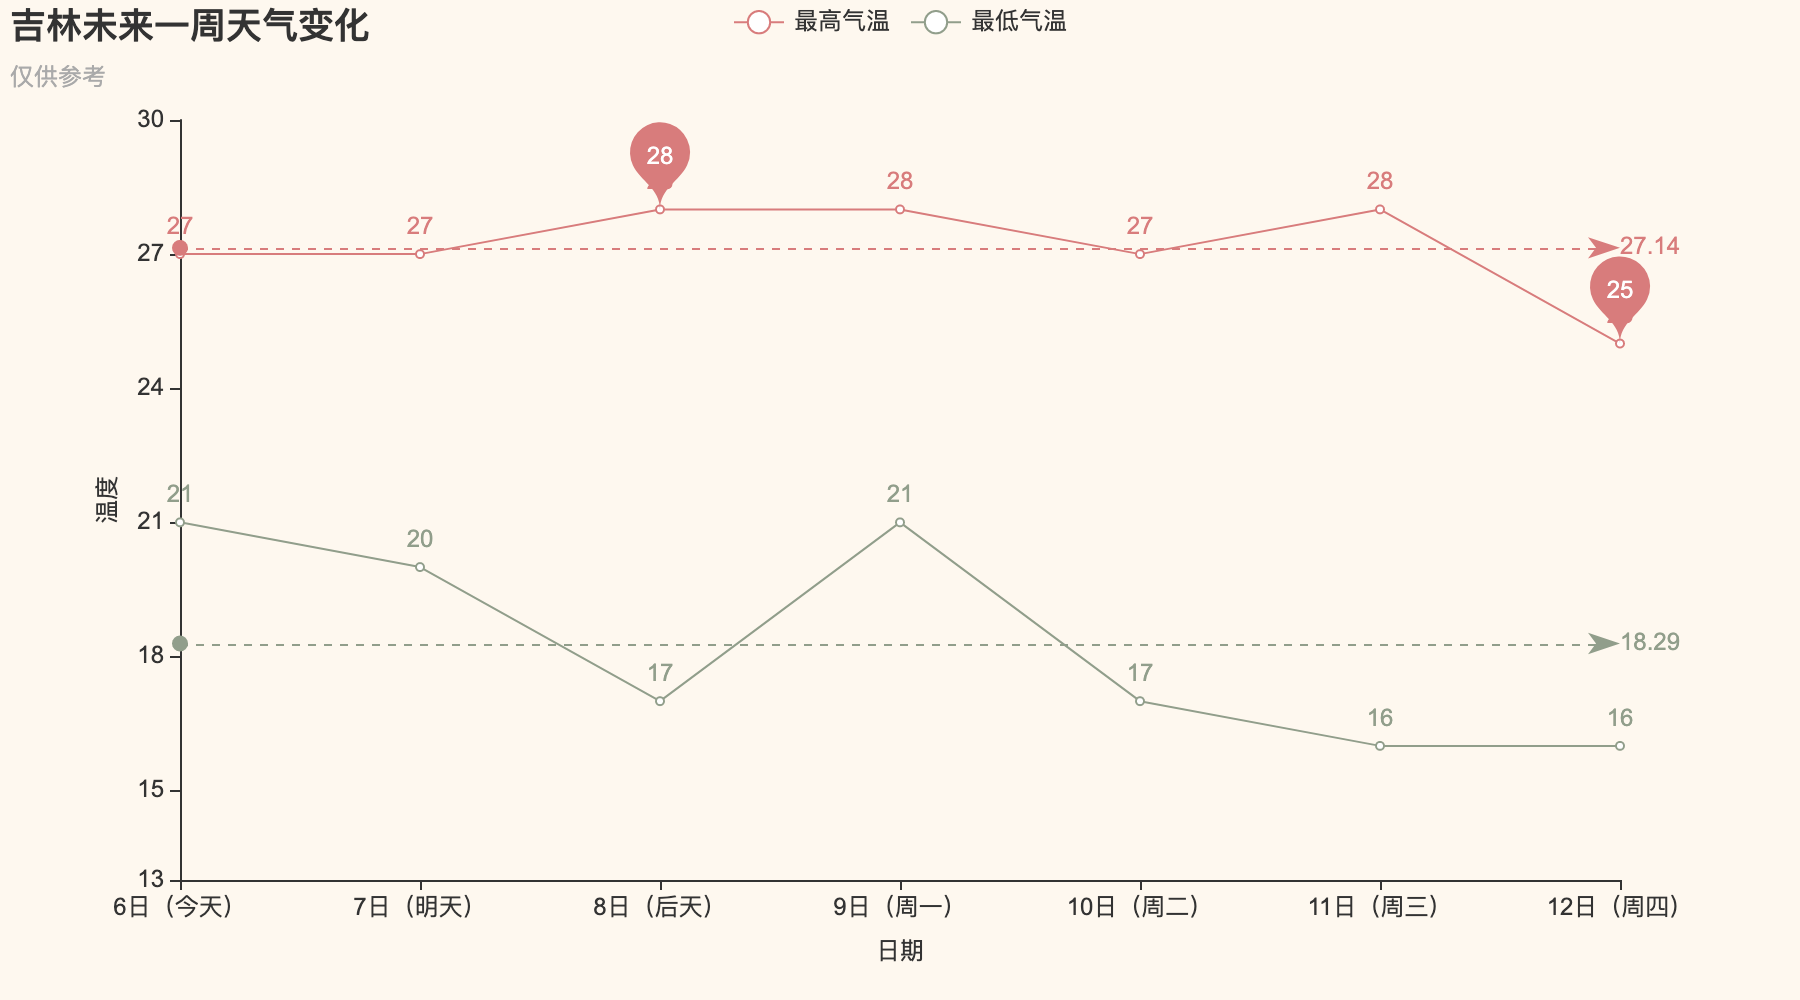 吉林未来一周天气变化
仅供参考
最高气温 最低气温
30
27
24
21
18
15
13
温度
27 27 28 28 27 28 25
27.14
21 20 17 21 17 16 16
18.29
6日（今天） 7日（明天） 8日（后天） 9日（周一） 10日（周二） 11日（周三） 12日（周四）
日期